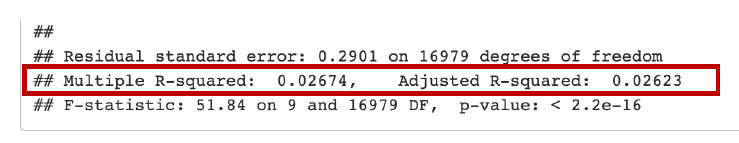 ##
## Residual standard error: 0.2901 on 16979 degrees of freedom
## Multiple R-squared:  0.02674,    Adjusted R-squared:  0.02623
## F-statistic: 51.84 on 9 and 16979 DF,  p-value: < 2.2e-16